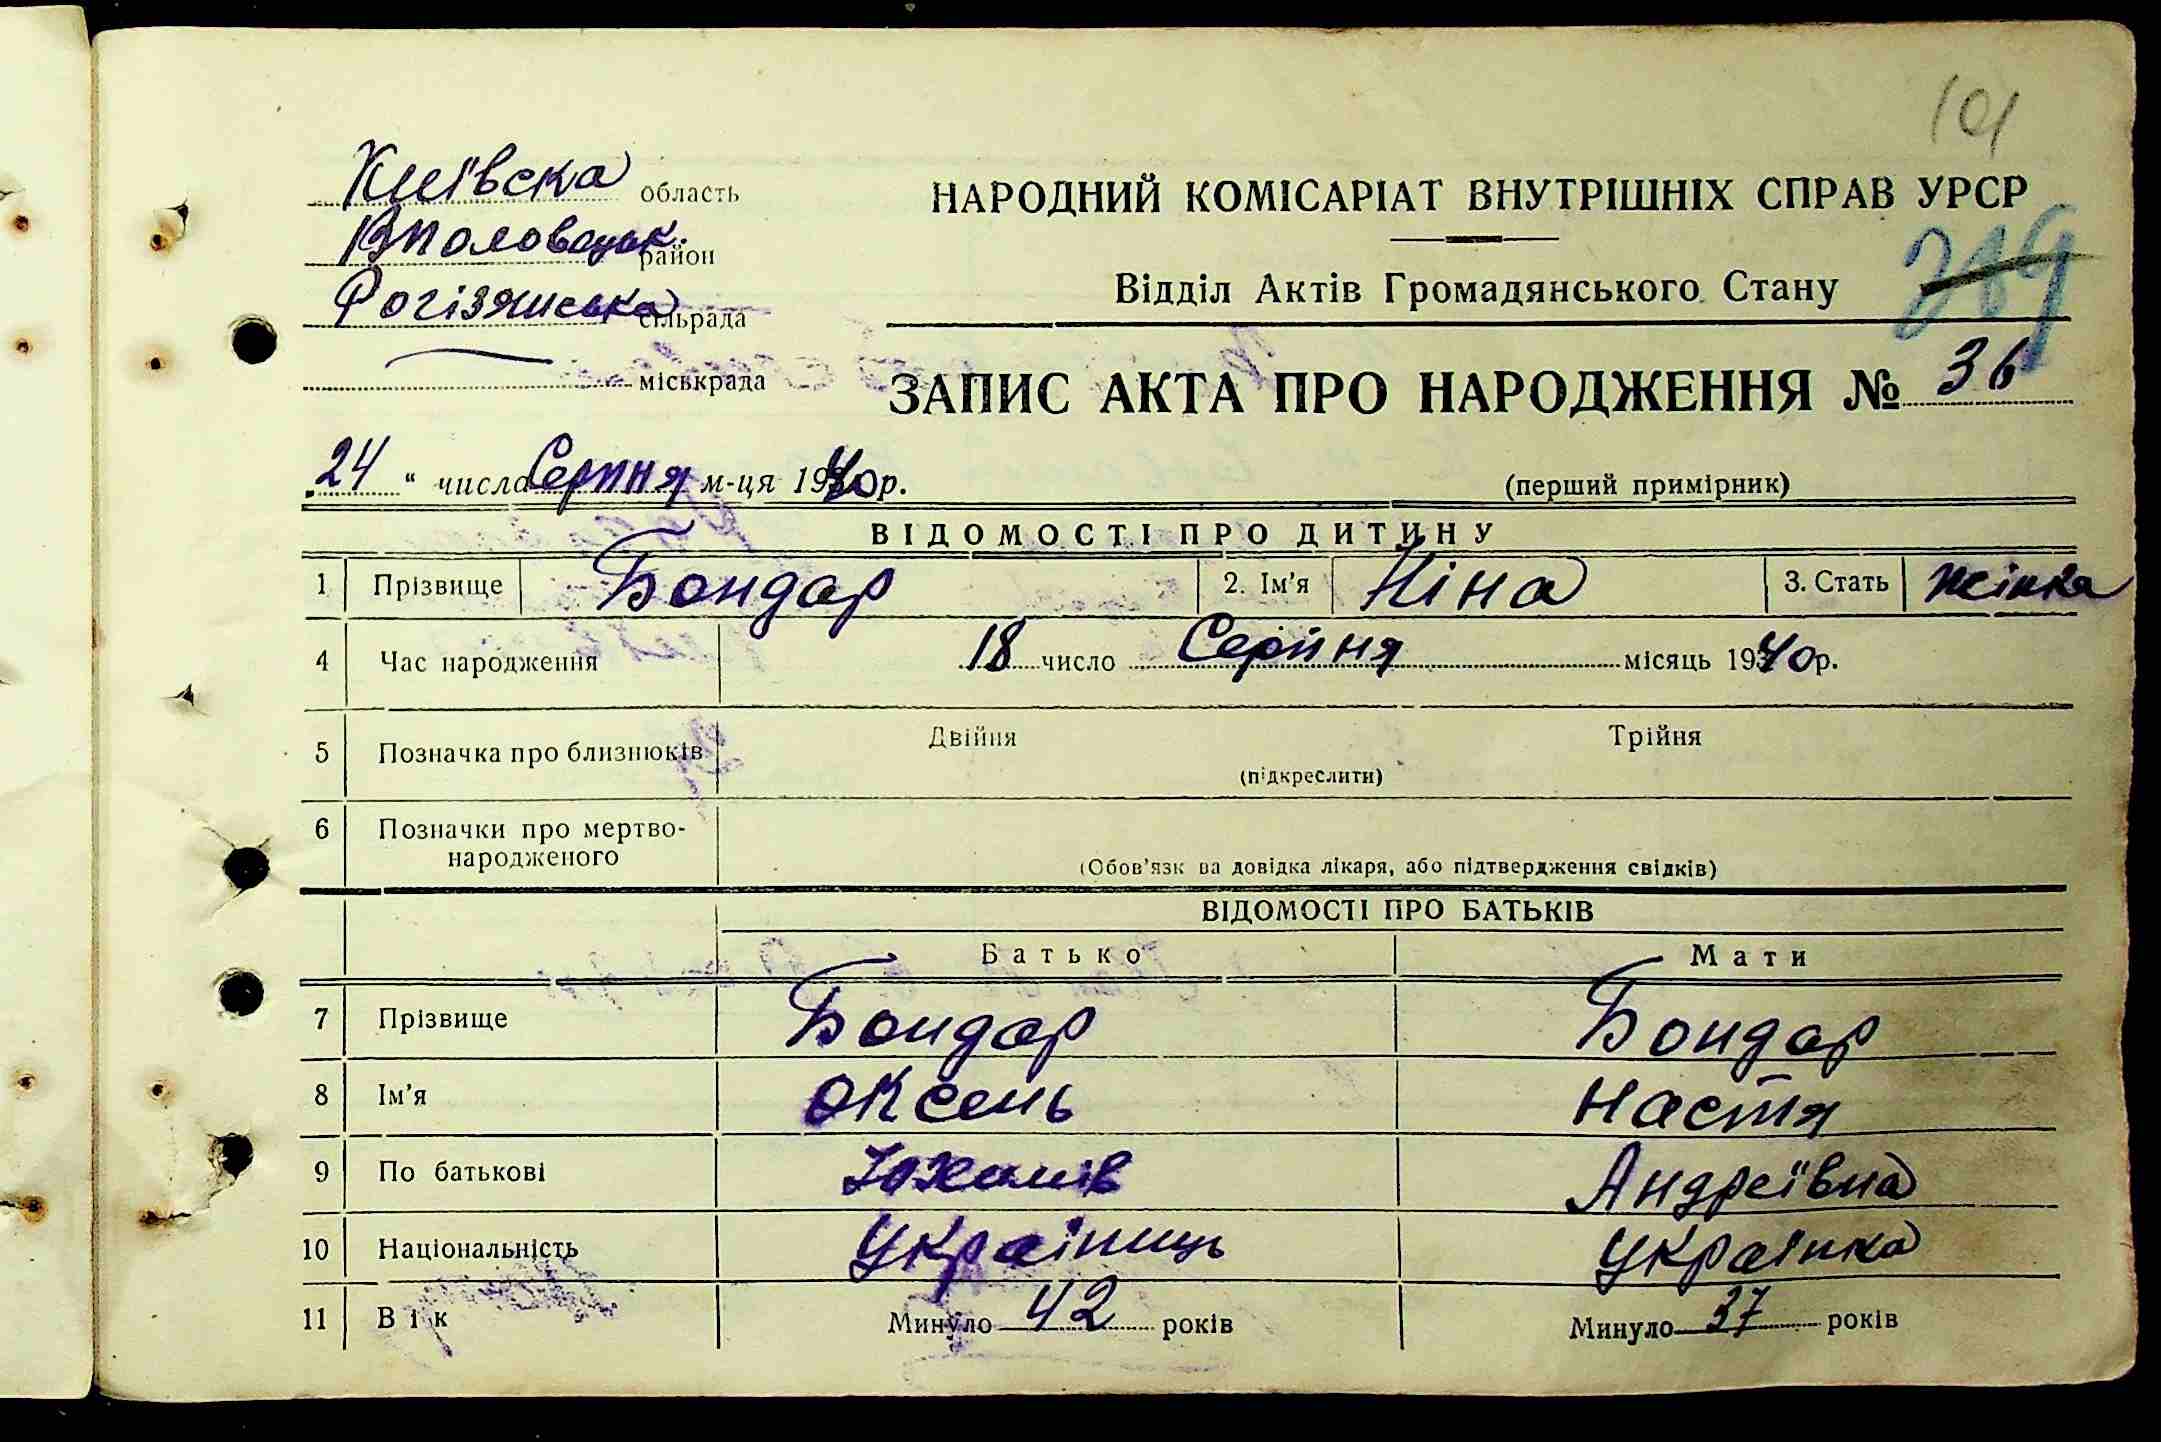 101
Київска область
Вполовецьк. район
Рогізянська сільрада
міськрада
НАРОДНИЙ КОМІСАРІАТ ВНУТРІШНІХ СПРАВ УРСР
Відділ Актів Громадянського Стану
ЗАПИС АКТА ПРО НАРОДЖЕННЯ № 36
24 " числа Серпня м-ця 1940 р.
(перший примірник)
ВІДОМОСТІ ПРО ДИТИНУ
1 Прізвище Бондар 2. Ім'я Ніна 3. Стать жінка
4 Час народження 18 число Серпня місяць 1940 р.
5 Позначка про близнюків Двійня Трійня
(підкреслити)
6 Позначки про мертво-
народженого
(Обов'язк ва довідка лікаря, або підтвердження свідків)
ВІДОМОСТІ ПРО БАТЬКІВ
Батько Мати
7 Прізвище Бондар Бондар
8 Ім'я Оксень Настя
9 По батькові Андреївна
10 Національність Українець Українка
11 Вік Минуло 42 років Минуло 37 років